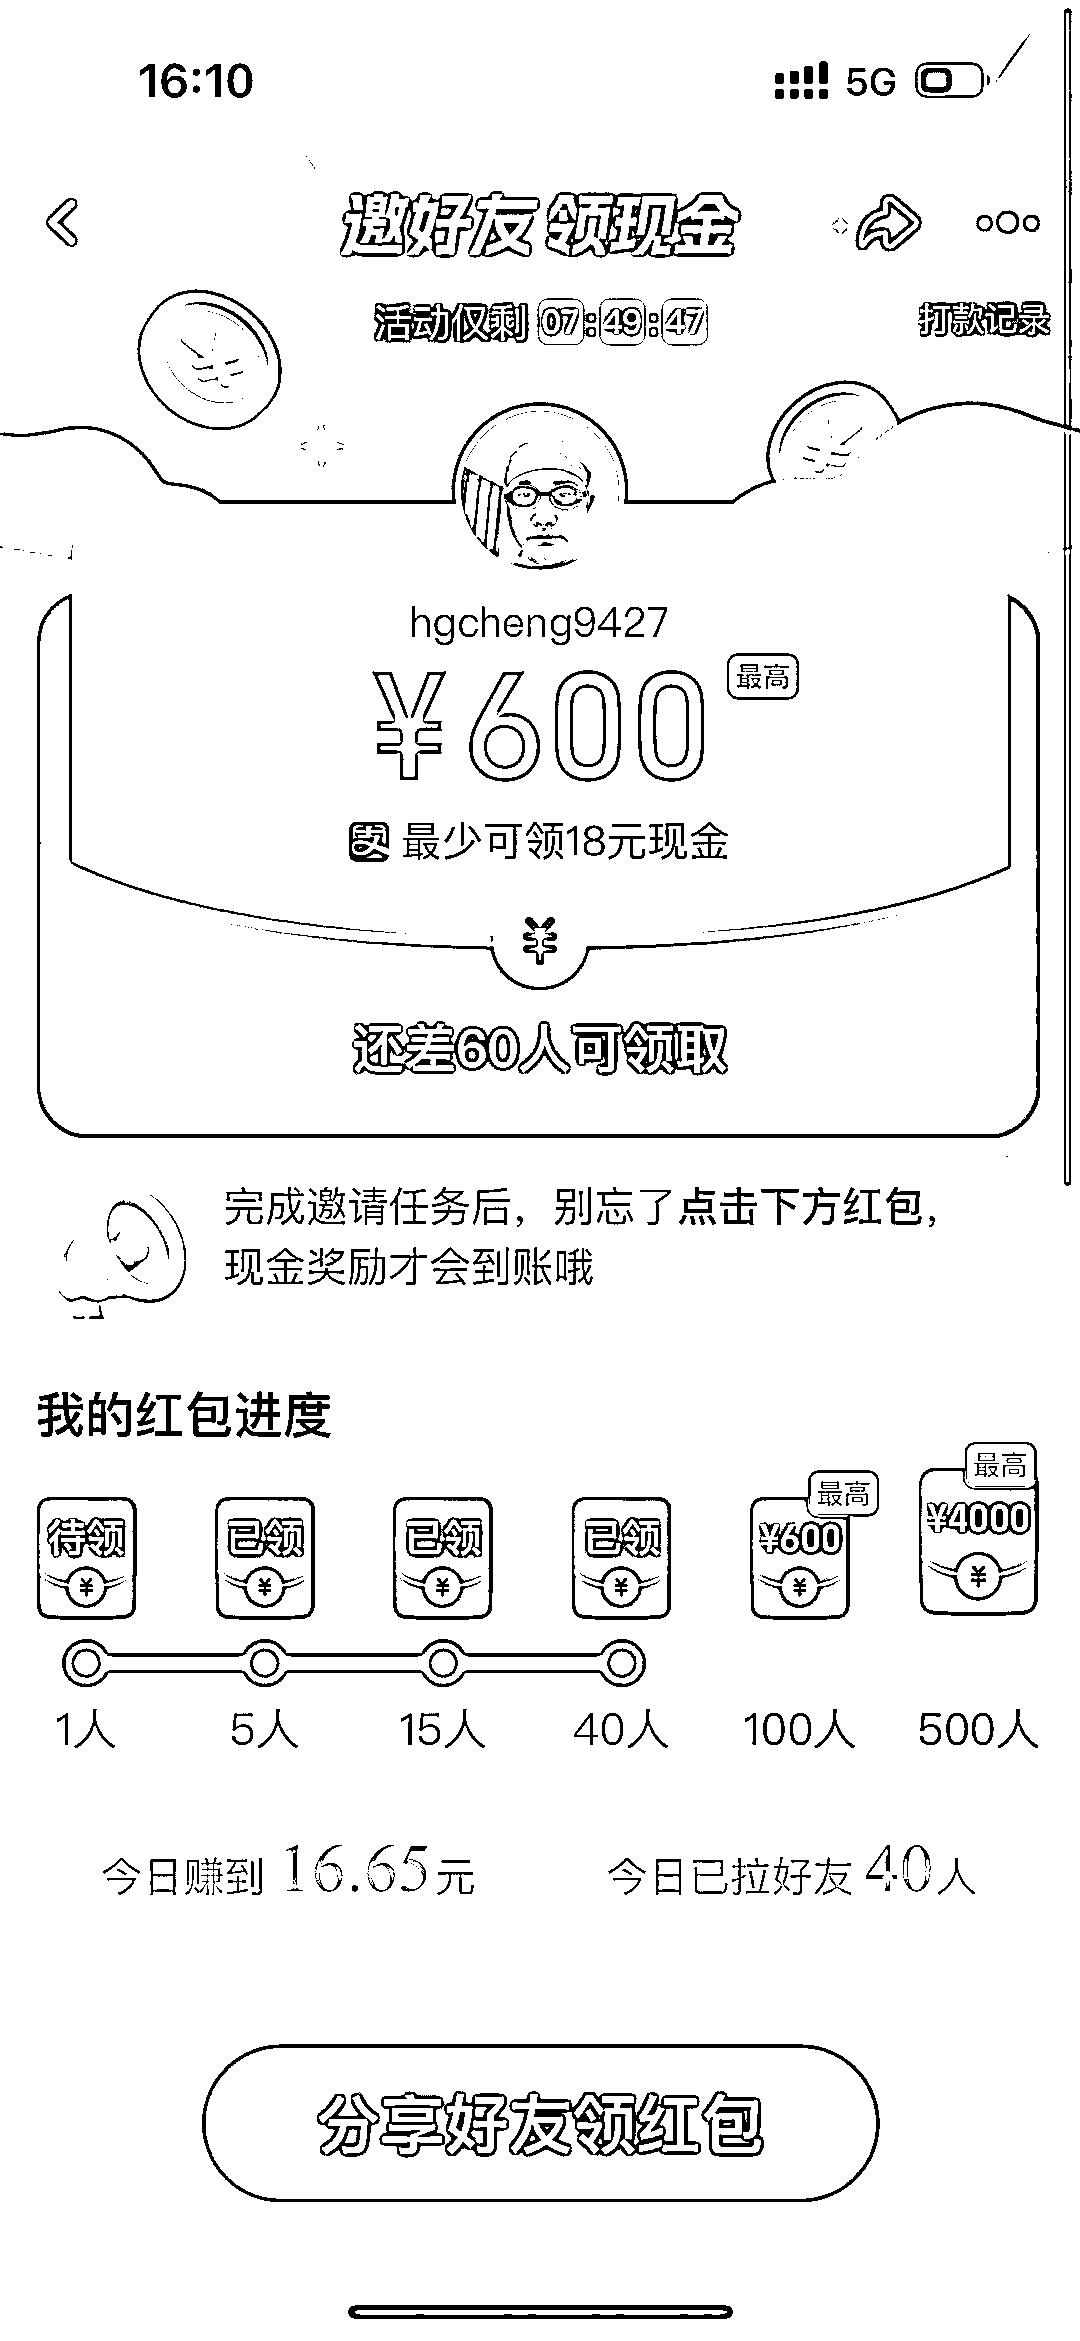 16:10
5G
邀好友 领现金
活动仅剩 07:49:47
打款记录
hgcheng9427
¥600 最高
支 最少可领18元现金
¥
还差60人可领取
完成邀请任务后，别忘了点击下方红包，
现金奖励才会到账哦
我的红包进度
待领 已领 已领 已领 最高 ¥600 最高 ¥4000
¥ ¥ ¥ ¥ ¥ ¥
1人 5人 15人 40人 100人 500人
今日赚到 16.65元 今日已拉好友 40人
分享好友领红包